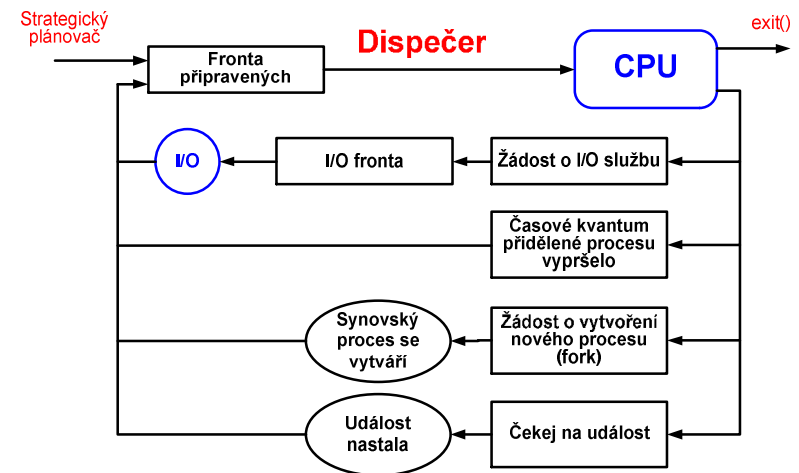 Strategický
plánovač
Fronta
připravených
Dispečer
CPU
exit()
I/O
I/O fronta
Žádost o I/O službu
Časové kvantum
přidělené procesu
vypršelo
Synovský
proces se
vytváří
Žádost o vytvoření
nového procesu
(fork)
Událost
nastala
Čekej na událost